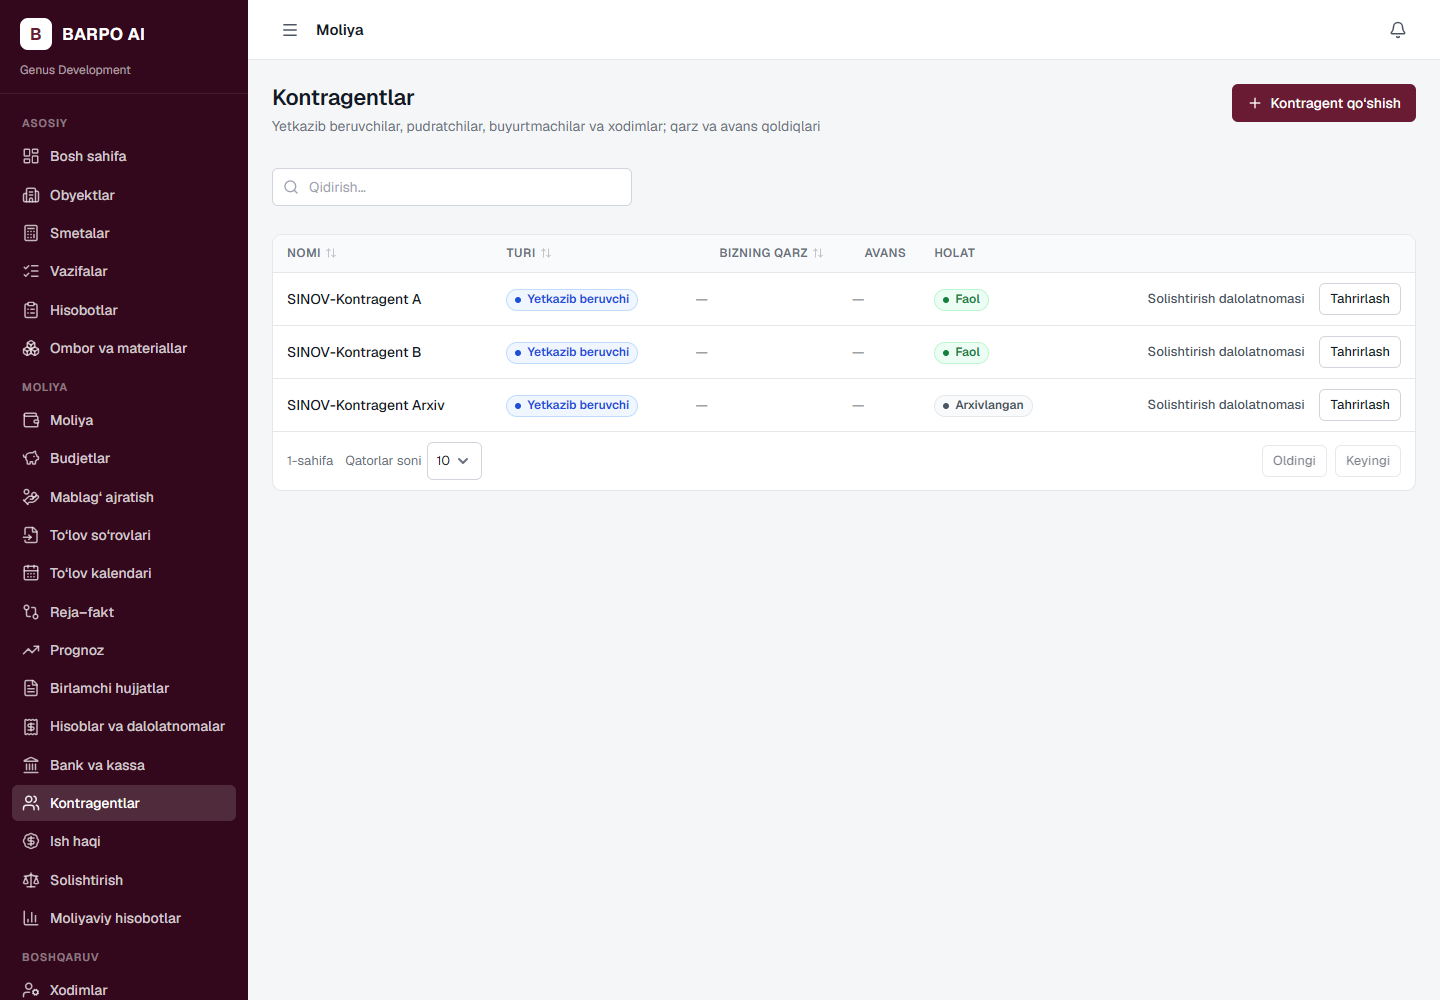 B BARPO AI
Genus Development
ASOSIY
Bosh sahifa
Obyektlar
Smetalar
Vazifalar
Hisobotlar
Ombor va materiallar
MOLIYA
Moliya
Budjetlar
Mablag‘ ajratish
To‘lov so‘rovlari
To‘lov kalendari
Reja–fakt
Prognoz
Birlamchi hujjatlar
Hisoblar va dalolatnomalar
Bank va kassa
Kontragentlar
Ish haqi
Solishtirish
Moliyaviy hisobotlar
BOSHQARUV
Xodimlar
Moliya
Kontragentlar
Yetkazib beruvchilar, pudratchilar, buyurtmachilar va xodimlar; qarz va avans qoldiqlari
+ Kontragent qo‘shish
Qidirish...
NOMI TURI BIZNING QARZ AVANS HOLAT
SINOV-Kontragent A Yetkazib beruvchi — — Faol Solishtirish dalolatnomasi Tahrirlash
SINOV-Kontragent B Yetkazib beruvchi — — Faol Solishtirish dalolatnomasi Tahrirlash
SINOV-Kontragent Arxiv Yetkazib beruvchi — — Arxivlangan Solishtirish dalolatnomasi Tahrirlash
1-sahifa Qatorlar soni 10 Oldingi Keyingi